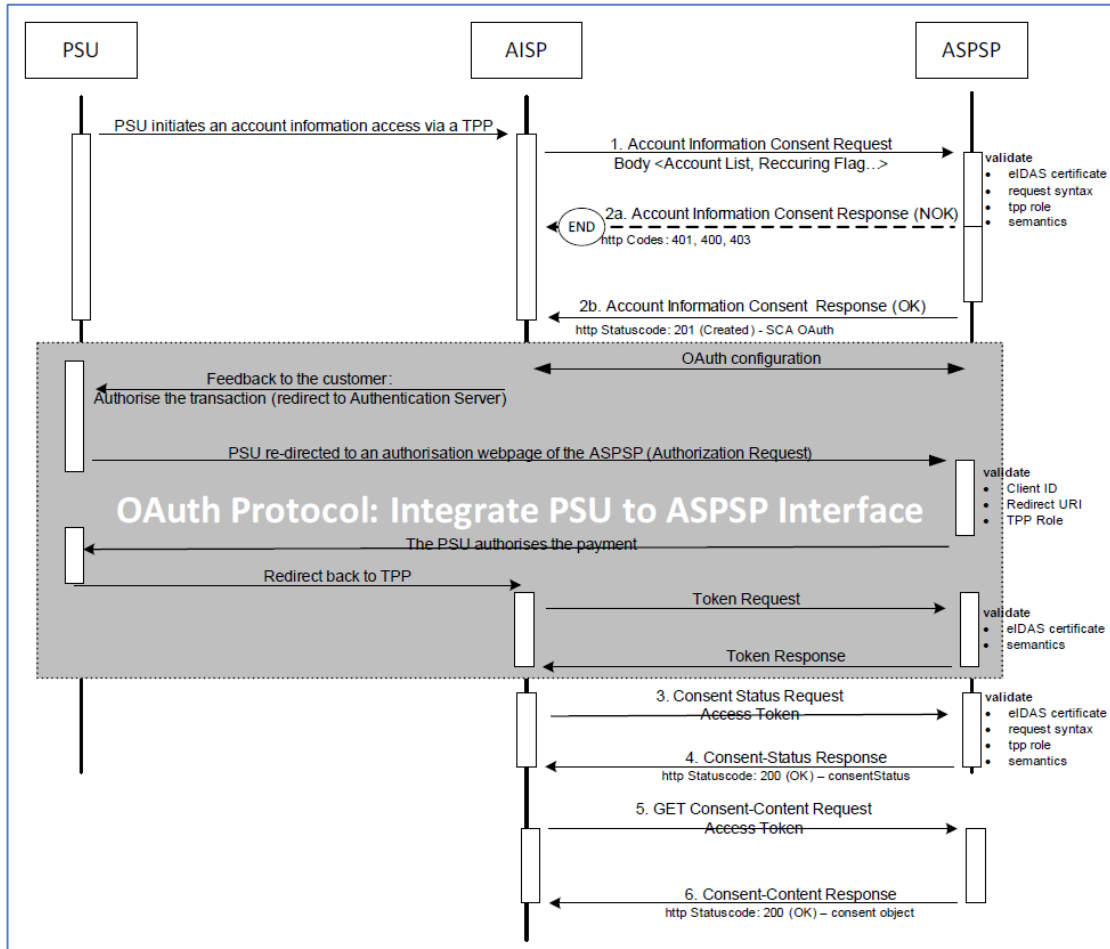 PSU
AISP
ASPSP
PSU initiates an account information access via a TPP
1. Account Information Consent Request
Body <Account List, Reccuring Flag...>
validate
• eIDAS certificate
• request syntax
• tpp role
• semantics
2a. Account Information Consent Response (NOK)
END
http Codes: 401, 400, 403
2b. Account Information Consent Response (OK)
http Statuscode: 201 (Created) - SCA OAuth
OAuth configuration
Feedback to the customer:
Authorise the transaction (redirect to Authentication Server)
PSU re-directed to an authorisation webpage of the ASPSP (Authorization Request)
validate
• Client ID
• Redirect URI
• TPP Role
OAuth Protocol: Integrate PSU to ASPSP Interface
The PSU authorises the payment
Redirect back to TPP
Token Request
validate
• eIDAS certificate
• semantics
Token Response
3. Consent Status Request
Access Token
validate
• eIDAS certificate
• request syntax
• tpp role
• semantics
4. Consent-Status Response
http Statuscode: 200 (OK) – consentStatus
5. GET Consent-Content Request
Access Token
6. Consent-Content Response
http Statuscode: 200 (OK) – consent object